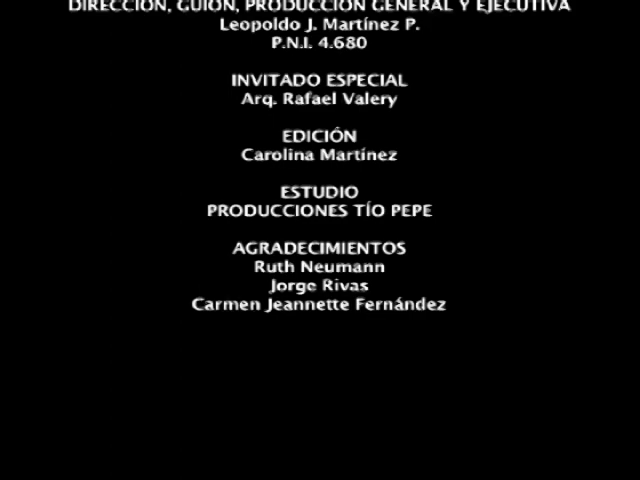 DIRECCIÓN, GUIÓN, PRODUCCIÓN GENERAL Y EJECUTIVA
Leopoldo J. Martínez P.
P.N.I. 4.680
INVITADO ESPECIAL
Arq. Rafael Valery
EDICIÓN
Carolina Martínez
ESTUDIO
PRODUCCIONES TÍO PEPE
AGRADECIMIENTOS
Ruth Neumann
Jorge Rivas
Carmen Jeannette Fernández